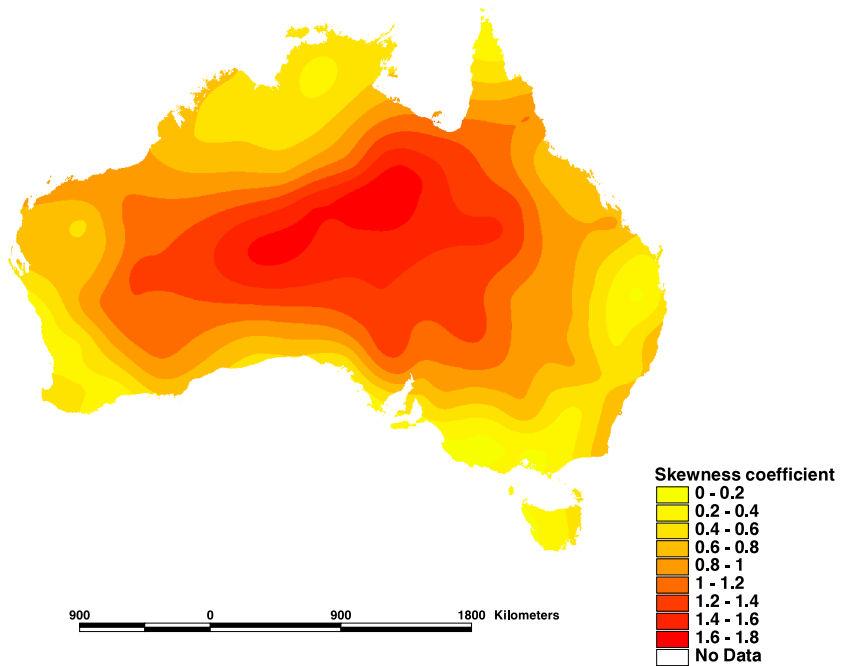 Skewness coefficient
0 - 0.2
0.2 - 0.4
0.4 - 0.6
0.6 - 0.8
0.8 - 1
1 - 1.2
1.2 - 1.4
1.4 - 1.6
1.6 - 1.8
No Data
900 0 900 1800 Kilometers